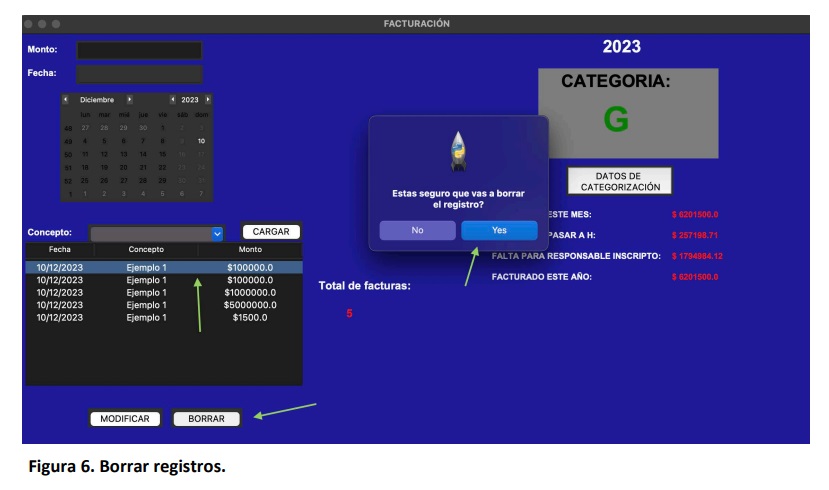 FACTURACIÓN
Monto:
Fecha:
Diciembre 2023
lun mar mié jue vie sáb dom
48 27 28 29 30 1 2 3
49 4 5 6 7 8 9 10
50 11 12 13 14 15 16 17
51 18 19 20 21 22 23 24
52 25 26 27 28 29 30 31
1 1 2 3 4 5 6 7
Concepto:
CARGAR
Fecha Concepto Monto
10/12/2023 Ejemplo 1 $100000.0
10/12/2023 Ejemplo 1 $100000.0
10/12/2023 Ejemplo 1 $1000000.0
10/12/2023 Ejemplo 1 $5000000.0
10/12/2023 Ejemplo 1 $1500.0
MODIFICAR BORRAR
Total de facturas:
5
Estas seguro que vas a borrar
el registro?
No Yes
2023
CATEGORIA:
G
DATOS DE
CATEGORIZACIÓN
ESTE MES: $ 6201500.0
PASAR A H: $ 257198.71
FALTA PARA RESPONSABLE INSCRIPTO: $ 1794984.12
FACTURADO ESTE AÑO: $ 6201500.0
Figura 6. Borrar registros.